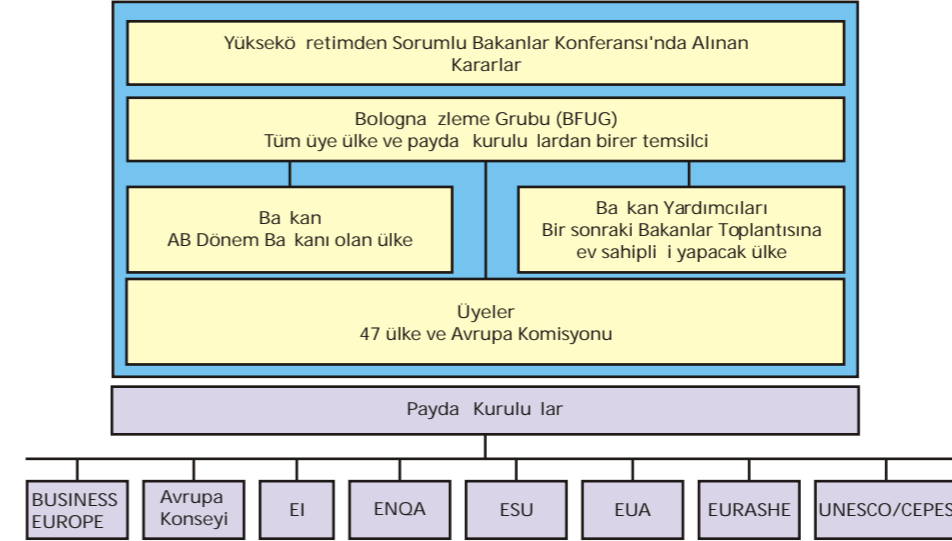 Yüksekö retimden Sorumlu Bakanlar Konferansı'nda Alınan
Kararlar
Bologna zleme Grubu (BFUG)
Tüm üye ülke ve payda kurulu lardan birer temsilci
Ba kan
AB Dönem Ba kanı olan ülke
Ba kan Yardımcıları
Bir sonraki Bakanlar Toplantısına
ev sahipli i yapacak ülke
Üyeler
47 ülke ve Avrupa Komisyonu
Payda Kurulu lar
BUSINESS
EUROPE
Avrupa
Konseyi
EI
ENQA
ESU
EUA
EURASHE
UNESCO/CEPES